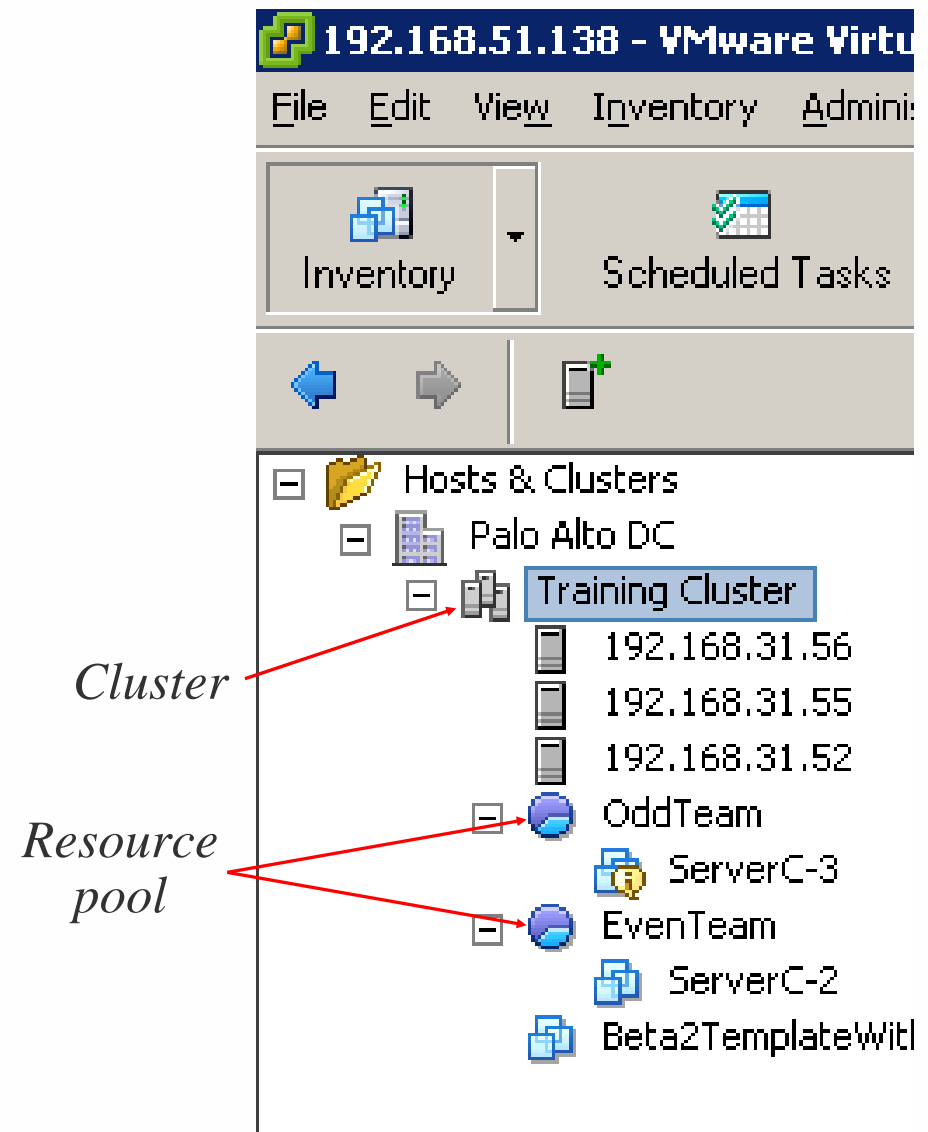 192.168.51.138 - VMware Virtu
File Edit View Inventory Adminis
Inventory Scheduled Tasks
Hosts & Clusters
Palo Alto DC
Training Cluster
192.168.31.56
Cluster
192.168.31.55
192.168.31.52
OddTeam
Resource
pool
ServerC-3
EvenTeam
ServerC-2
Beta2TemplateWith